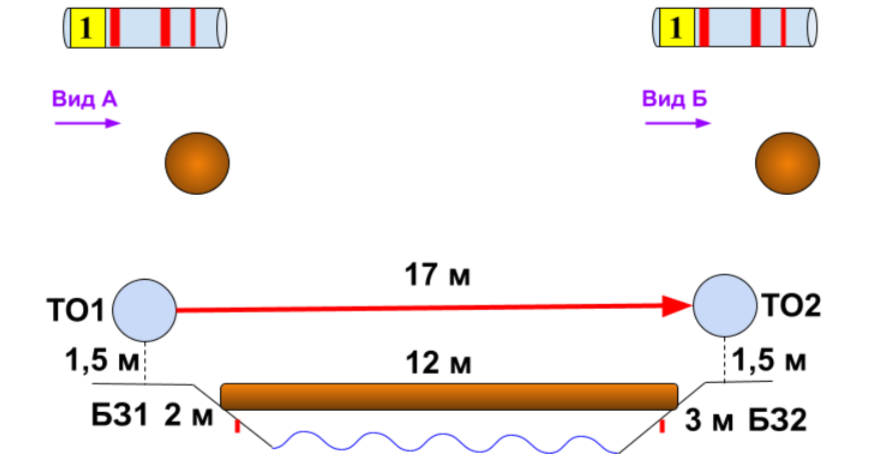 1 1
Вид А Вид Б
17 м
ТО1 ТО2
1,5 м 12 м 1,5 м
БЗ1 2 м 3 м БЗ2